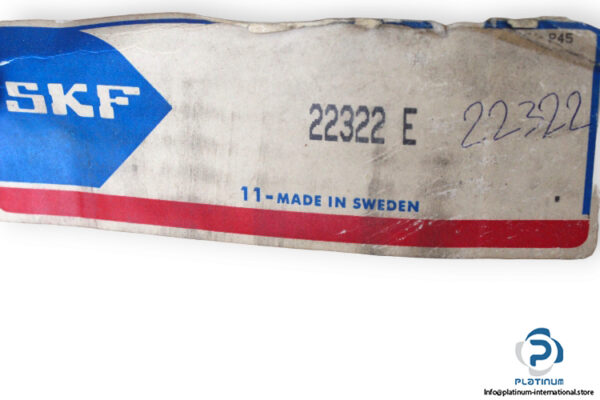 P45
SKF
22322 E 22322
11-MADE IN SWEDEN
PLATINUM
Info@platinum-international.store